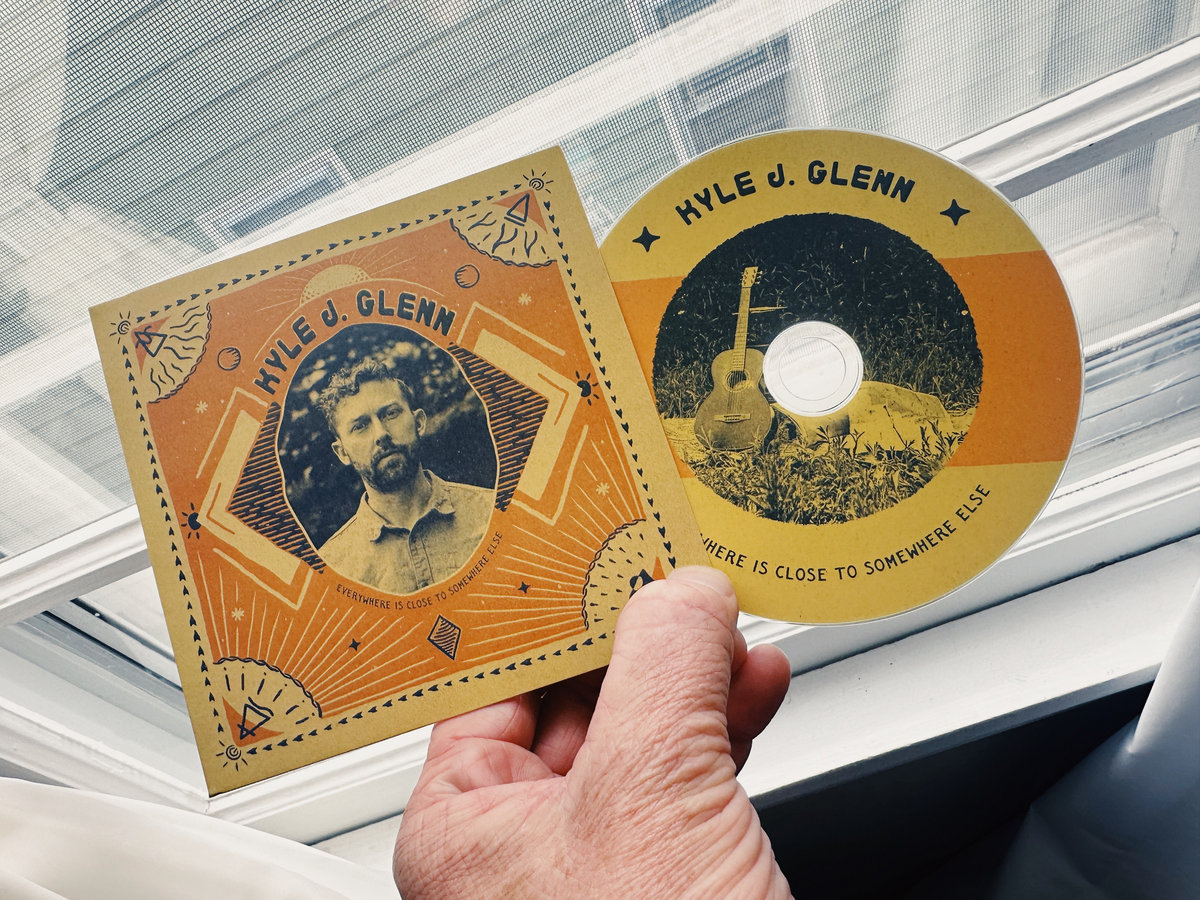 KYLE J. GLENN
EVERYWHERE IS CLOSE TO SOMEWHERE ELSE
KYLE J. GLENN
WHERE IS CLOSE TO SOMEWHERE ELSE